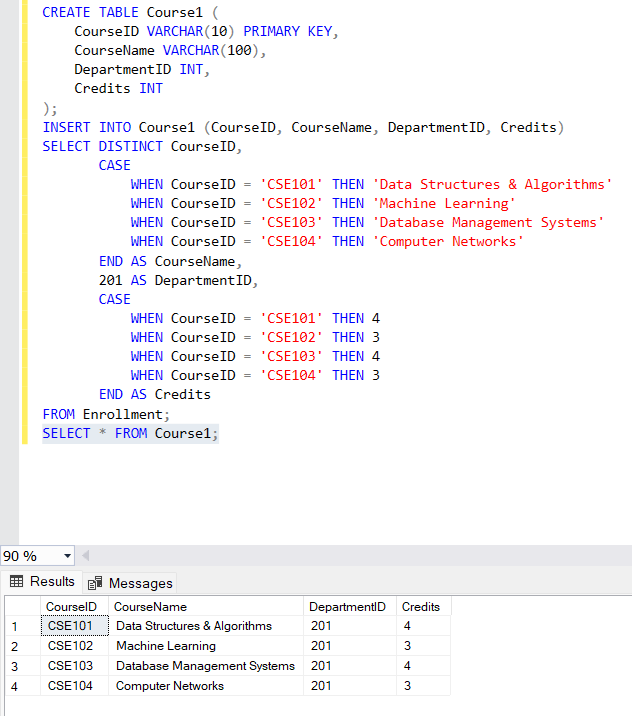 CREATE TABLE Course1 (
    CourseID VARCHAR(10) PRIMARY KEY,
    CourseName VARCHAR(100),
    DepartmentID INT,
    Credits INT
);
INSERT INTO Course1 (CourseID, CourseName, DepartmentID, Credits)
SELECT DISTINCT CourseID,
       CASE
           WHEN CourseID = 'CSE101' THEN 'Data Structures & Algorithms'
           WHEN CourseID = 'CSE102' THEN 'Machine Learning'
           WHEN CourseID = 'CSE103' THEN 'Database Management Systems'
           WHEN CourseID = 'CSE104' THEN 'Computer Networks'
       END AS CourseName,
       201 AS DepartmentID,
       CASE
           WHEN CourseID = 'CSE101' THEN 4
           WHEN CourseID = 'CSE102' THEN 3
           WHEN CourseID = 'CSE103' THEN 4
           WHEN CourseID = 'CSE104' THEN 3
       END AS Credits
FROM Enrollment;
SELECT * FROM Course1;
90 %
Results Messages
CourseID CourseName DepartmentID Credits
1 CSE101 Data Structures & Algorithms 201 4
2 CSE102 Machine Learning 201 3
3 CSE103 Database Management Systems 201 4
4 CSE104 Computer Networks 201 3